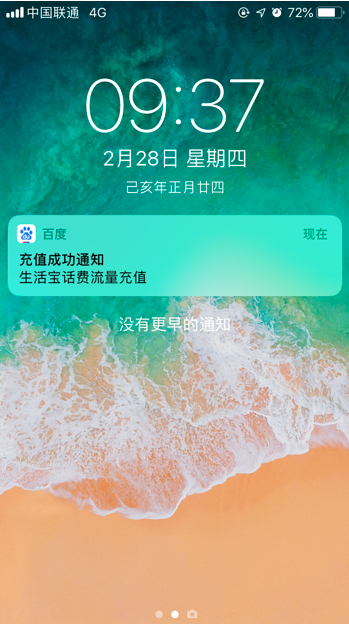 中国联通 4G 72%
09:37
2月28日 星期四
己亥年正月廿四
百度 现在
充值成功通知
生活宝话费流量充值
没有更早的通知